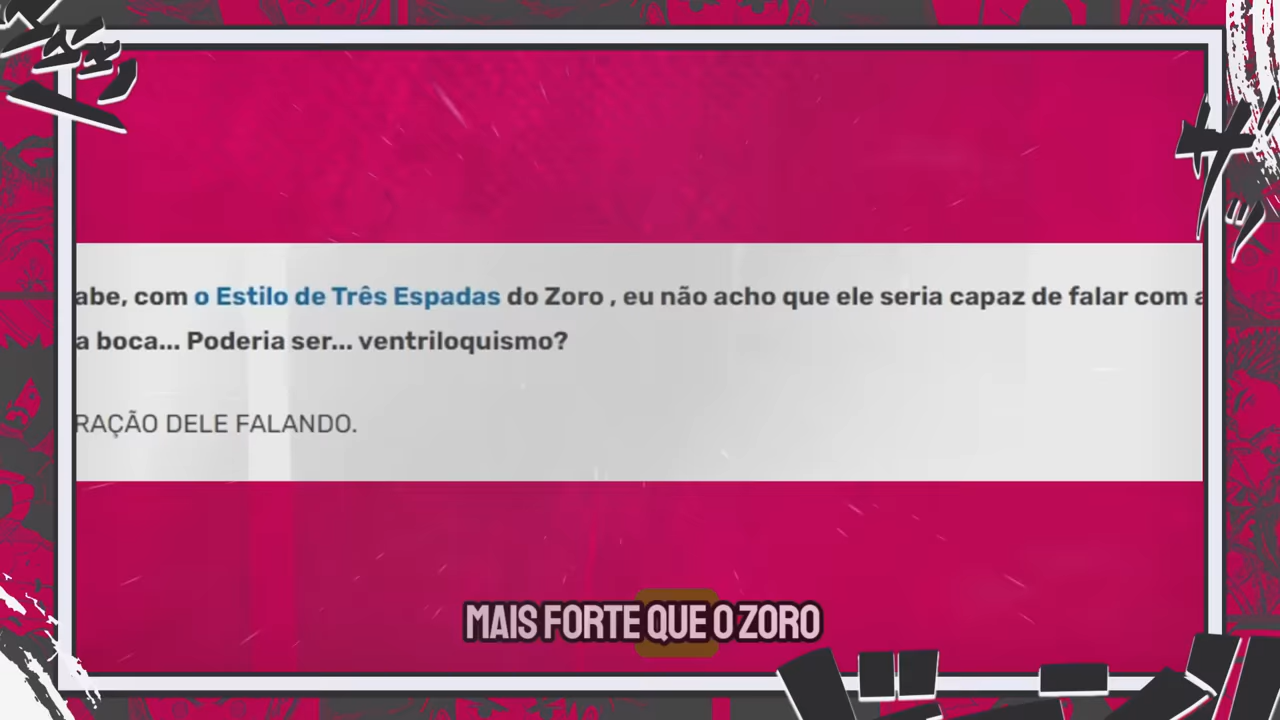 abe, com o Estilo de Três Espadas do Zoro , eu não acho que ele seria capaz de falar com a
a boca... Poderia ser... ventriloquismo?
RAÇÃO DELE FALANDO.
MAIS FORTE QUE O ZORO